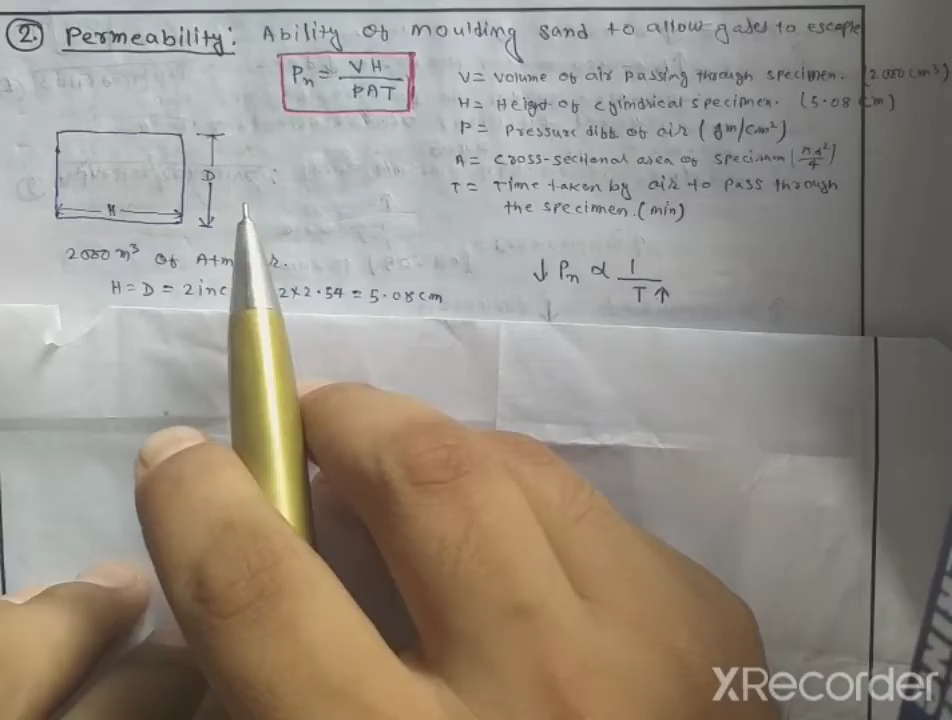 ② Permeability: Ability of moulding sand to allow gases to escape
Pn = VH / PAT
V = Volume of air passing through specimen. (2000 cm³)
H = Height of cylindrical specimen. (5.08 cm)
P = Pressure diff of air (gm/cm²)
A = cross-sectional area of specimen (πd²/4)
T = Time taken by air to pass through
the specimen. (min)
D
H
2000 m³ of
H = D = 2 inc 2×2.54 = 5.08 cm
↓ Pn ∝ 1 / T ↑
XRecorder